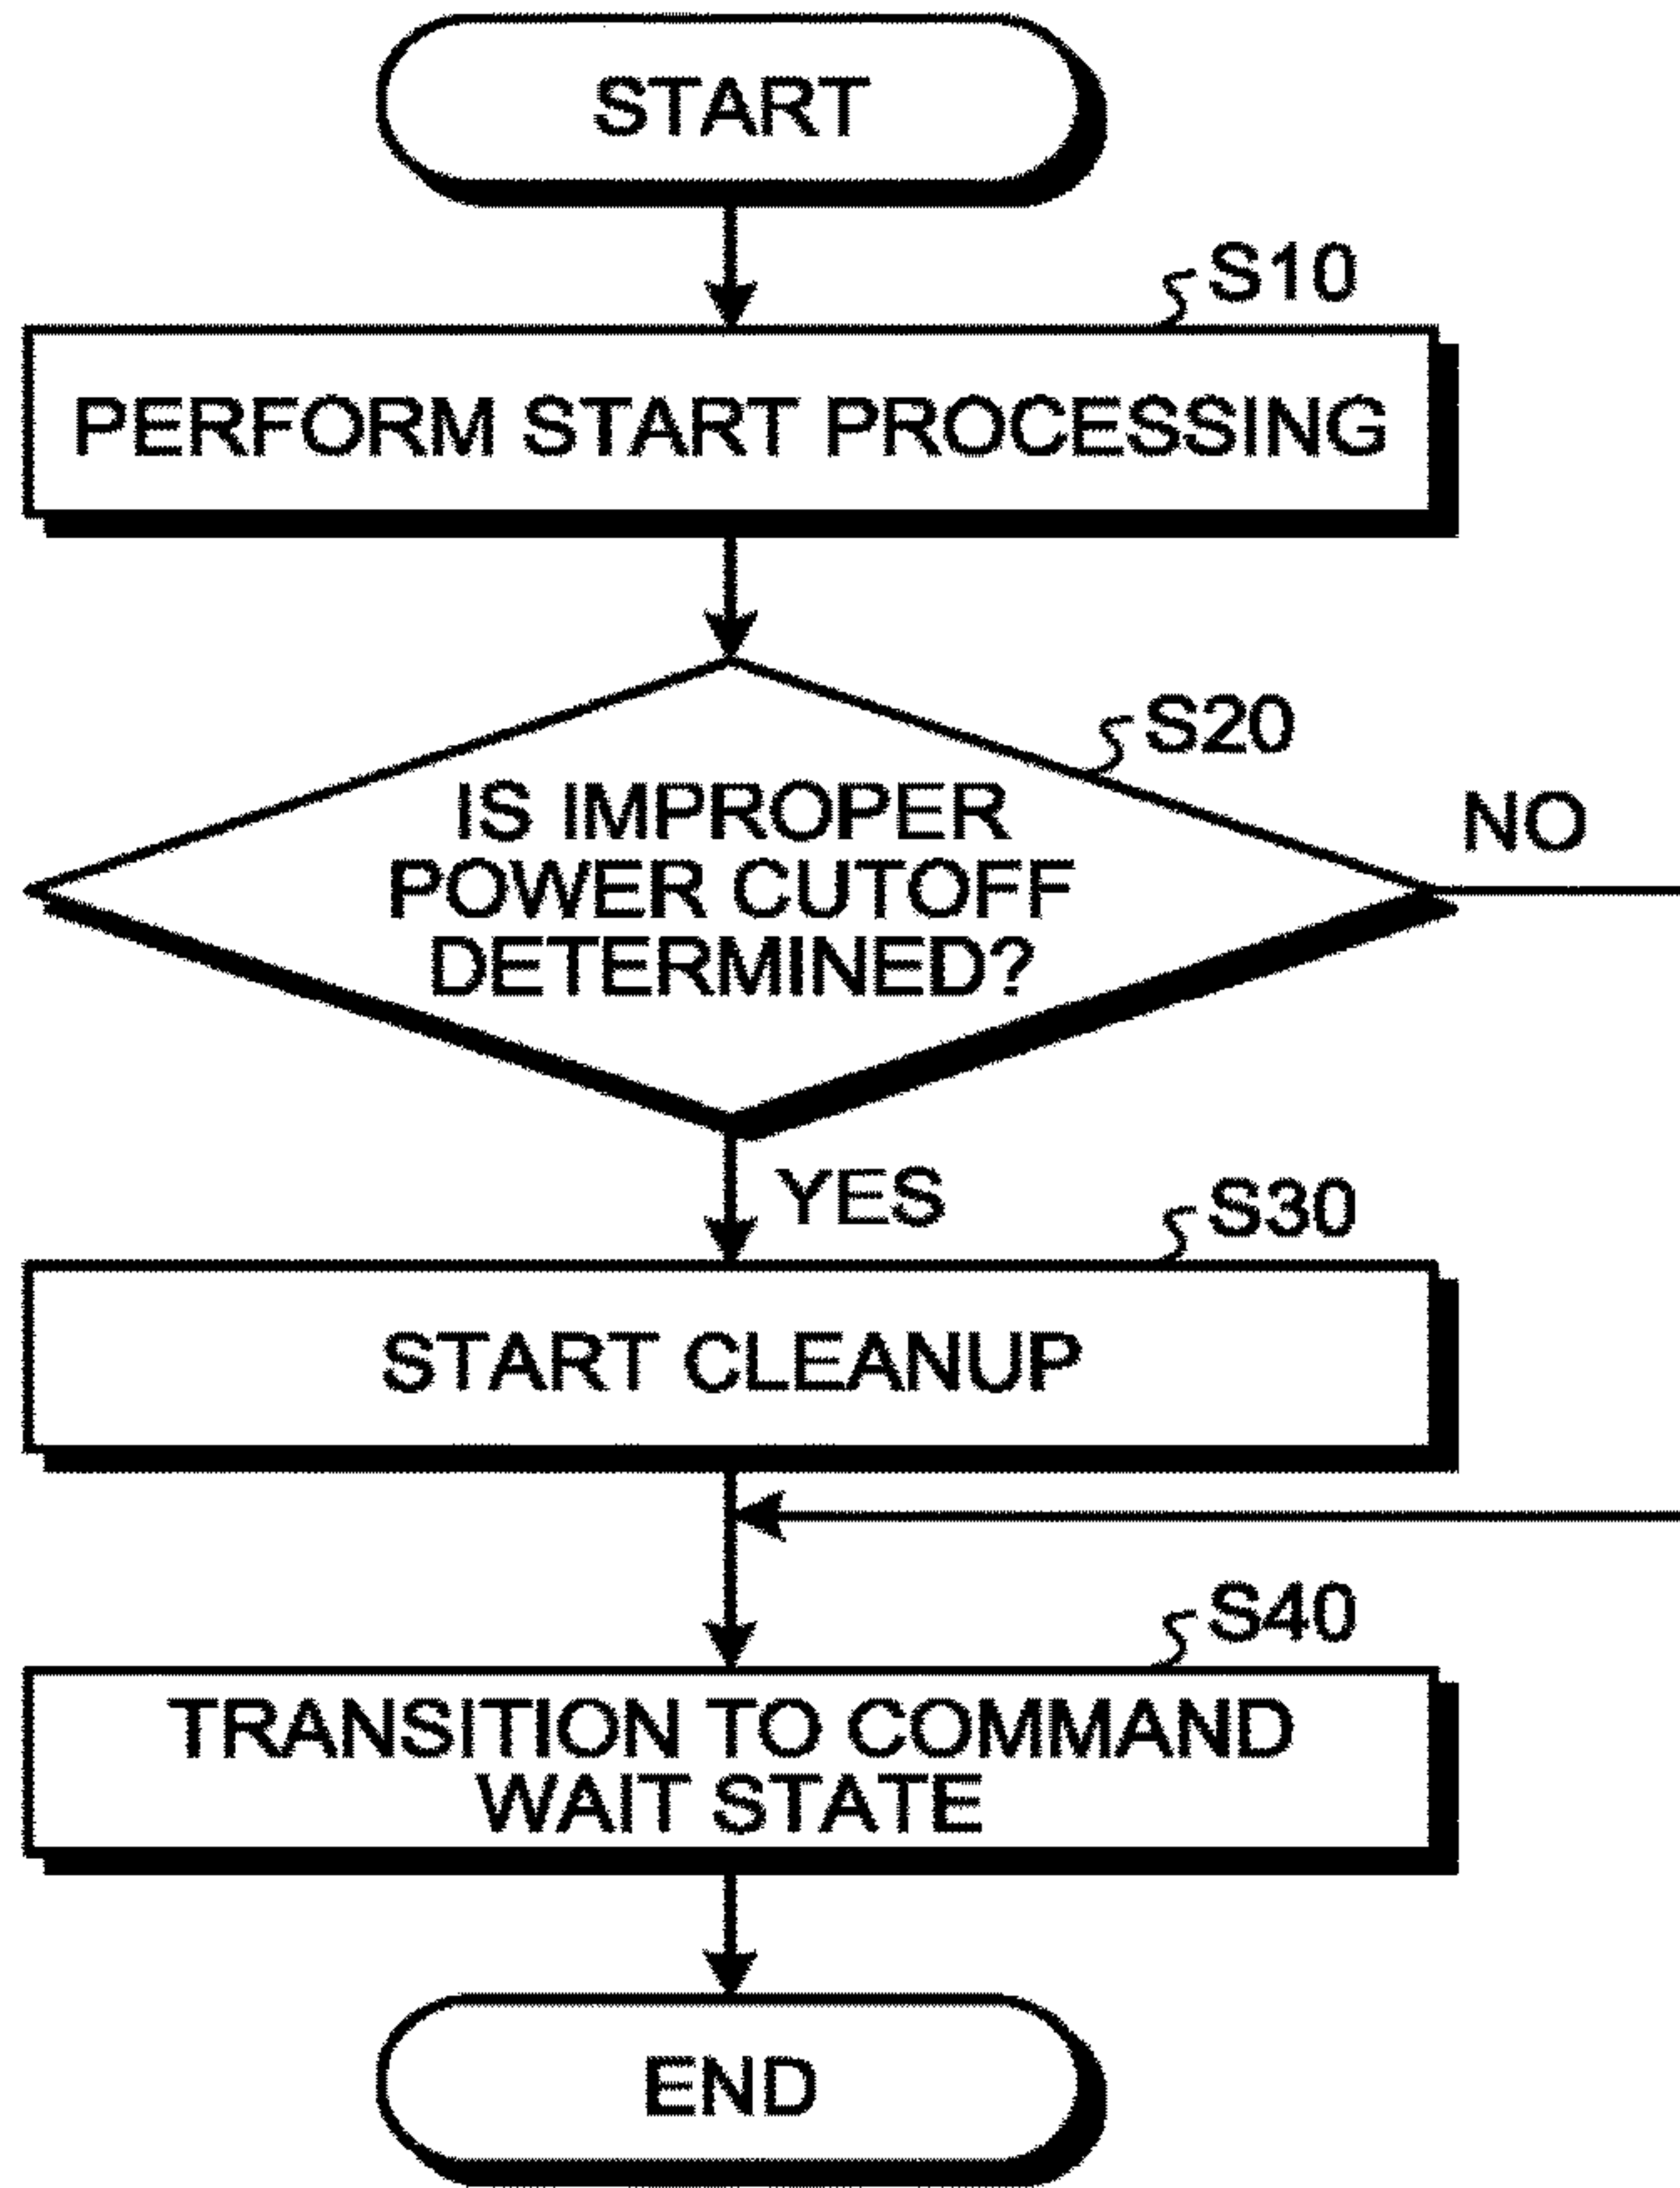 START
S10
PERFORM START PROCESSING
S20
IS IMPROPER
POWER CUTOFF
DETERMINED?
NO
YES
S30
START CLEANUP
S40
TRANSITION TO COMMAND
WAIT STATE
END